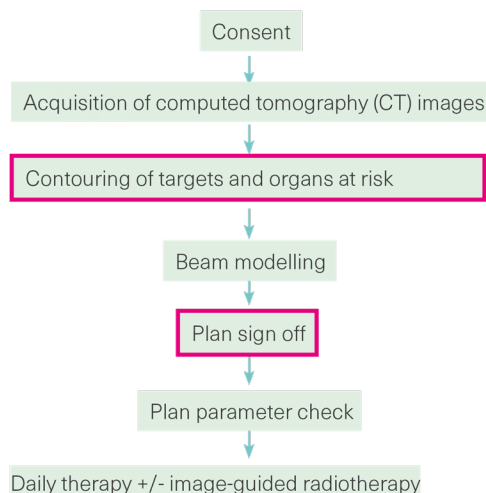 Consent
Acquisition of computed tomography (CT) images
Contouring of targets and organs at risk
Beam modelling
Plan sign off
Plan parameter check
Daily therapy +/- image-guided radiotherapy